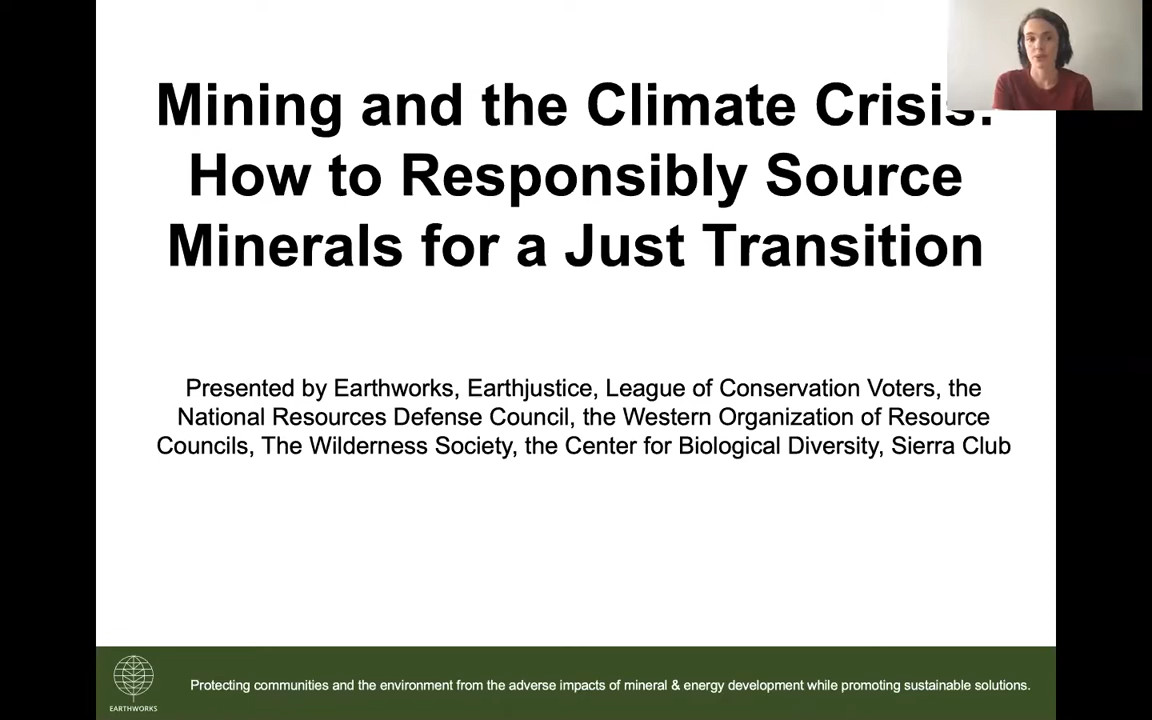 Mining and the Climate Crisis:
How to Responsibly Source
Minerals for a Just Transition
Presented by Earthworks, Earthjustice, League of Conservation Voters, the
National Resources Defense Council, the Western Organization of Resource
Councils, The Wilderness Society, the Center for Biological Diversity, Sierra Club
EARTHWORKS
Protecting communities and the environment from the adverse impacts of mineral & energy development while promoting sustainable solutions.